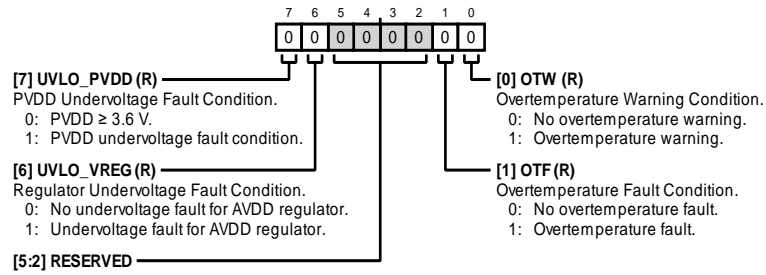 7 6 5 4 3 2 1 0
0 0 0 0 0 0 0 0
[7] UVLO_PVDD (R)
PVDD Undervoltage Fault Condition.
0: PVDD ≥ 3.6 V.
1: PVDD undervoltage fault condition.
[6] UVLO_VREG (R)
Regulator Undervoltage Fault Condition.
0: No undervoltage fault for AVDD regulator.
1: Undervoltage fault for AVDD regulator.
[5:2] RESERVED
[0] OTW (R)
Overtemperature Warning Condition.
0: No overtemperature warning.
1: Overtemperature warning.
[1] OTF (R)
Overtemperature Fault Condition.
0: No overtemperature fault.
1: Overtemperature fault.